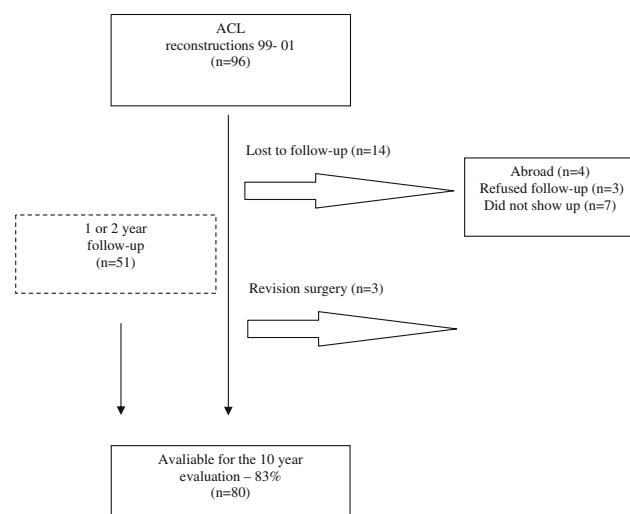 ACL
reconstructions 99- 01
(n=96)
Lost to follow-up (n=14)
Abroad (n=4)
Refused follow-up (n=3)
Did not show up (n=7)
1 or 2 year
follow-up
(n=51)
Revision surgery (n=3)
Avaliable for the 10 year
evaluation – 83%
(n=80)